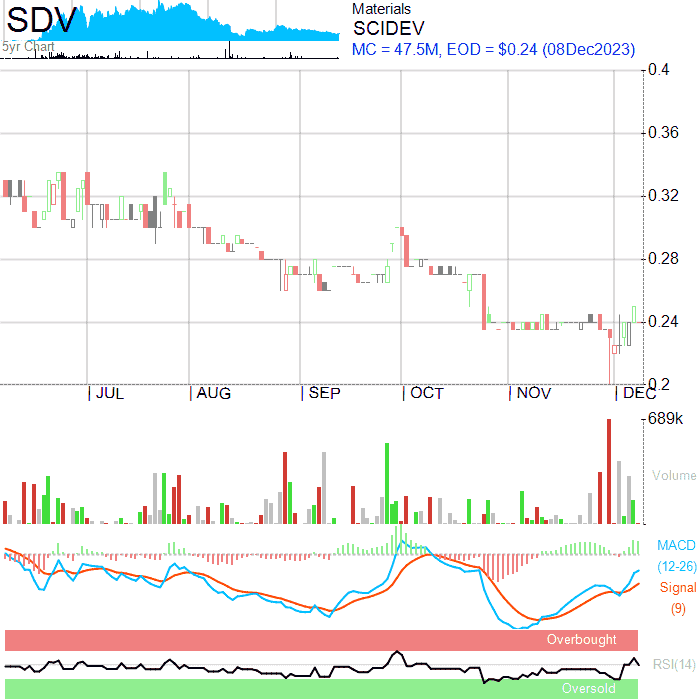 SDV
5yr Chart
Materials
SCIDEV
MC = 47.5M, EOD = $0.24 (08Dec2023)
0.4
0.36
0.32
0.28
0.24
0.2
JUL AUG SEP OCT NOV DEC
689k
Volume
MACD
(12-26)
Signal
(9)
Overbought
RSI(14)
Oversold